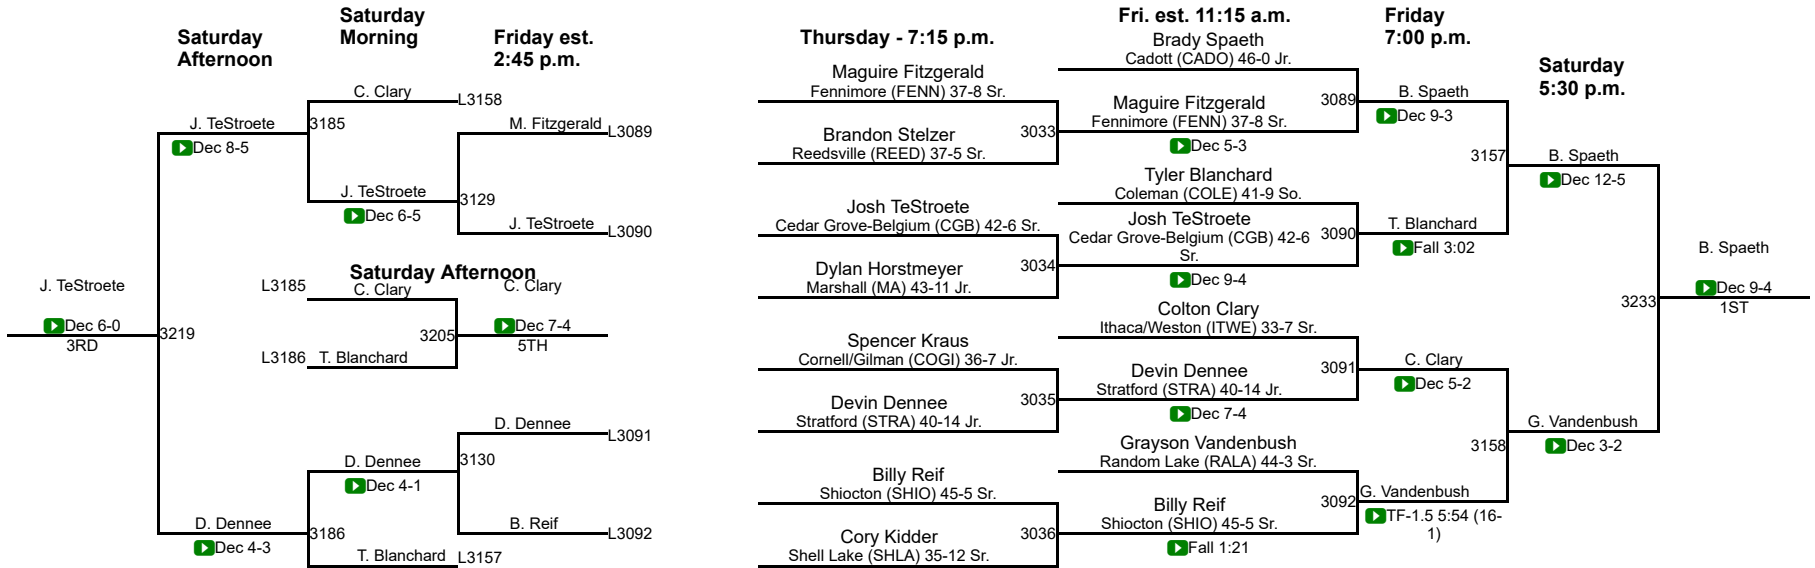 Saturday
Afternoon
Saturday
Morning
Friday est.
2:45 p.m.
C. Clary
L3158
J. TeStroete
3185
Dec 8-5
M. Fitzgerald
L3089
J. TeStroete
3129
Dec 6-5
J. TeStroete
L3090
Saturday Afternoon
J. TeStroete
L3185
C. Clary
C. Clary
Dec 6-0
3219
3205
Dec 7-4
3RD
5TH
L3186
T. Blanchard
D. Dennee
L3091
D. Dennee
3130
Dec 4-1
D. Dennee
3186
B. Reif
L3092
Dec 4-3
T. Blanchard
L3157
Thursday - 7:15 p.m.
Maguire Fitzgerald
Fennimore (FENN) 37-8 Sr.
Brandon Stelzer
3033
Reedsville (REED) 37-5 Sr.
Josh TeStroete
Cedar Grove-Belgium (CGB) 42-6 Sr.
Dylan Horstmeyer
3034
Marshall (MA) 43-11 Jr.
Spencer Kraus
Cornell/Gilman (COGI) 36-7 Jr.
Devin Dennee
3035
Stratford (STRA) 40-14 Jr.
Billy Reif
Shiocton (SHIO) 45-5 Sr.
Cory Kidder
3036
Shell Lake (SHLA) 35-12 Sr.
Fri. est. 11:15 a.m.
Brady Spaeth
Cadott (CADO) 46-0 Jr.
Maguire Fitzgerald
3089
Fennimore (FENN) 37-8 Sr.
Dec 5-3
Tyler Blanchard
Coleman (COLE) 41-9 So.
Josh TeStroete
Cedar Grove-Belgium (CGB) 42-6
3090
Sr.
Dec 9-4
Colton Clary
Ithaca/Weston (ITWE) 33-7 Sr.
Devin Dennee
3091
Stratford (STRA) 40-14 Jr.
Dec 7-4
Grayson Vandenbush
Random Lake (RALA) 44-3 Sr.
Billy Reif
3092
Shiocton (SHIO) 45-5 Sr.
Fall 1:21
Friday
7:00 p.m.
B. Spaeth
Dec 9-3
3157
T. Blanchard
Fall 3:02
C. Clary
Dec 5-2
3158
G. Vandenbush
TF-1.5 5:54 (16-
1)
Saturday
5:30 p.m.
B. Spaeth
Dec 12-5
3233
G. Vandenbush
Dec 3-2
B. Spaeth
Dec 9-4
1ST